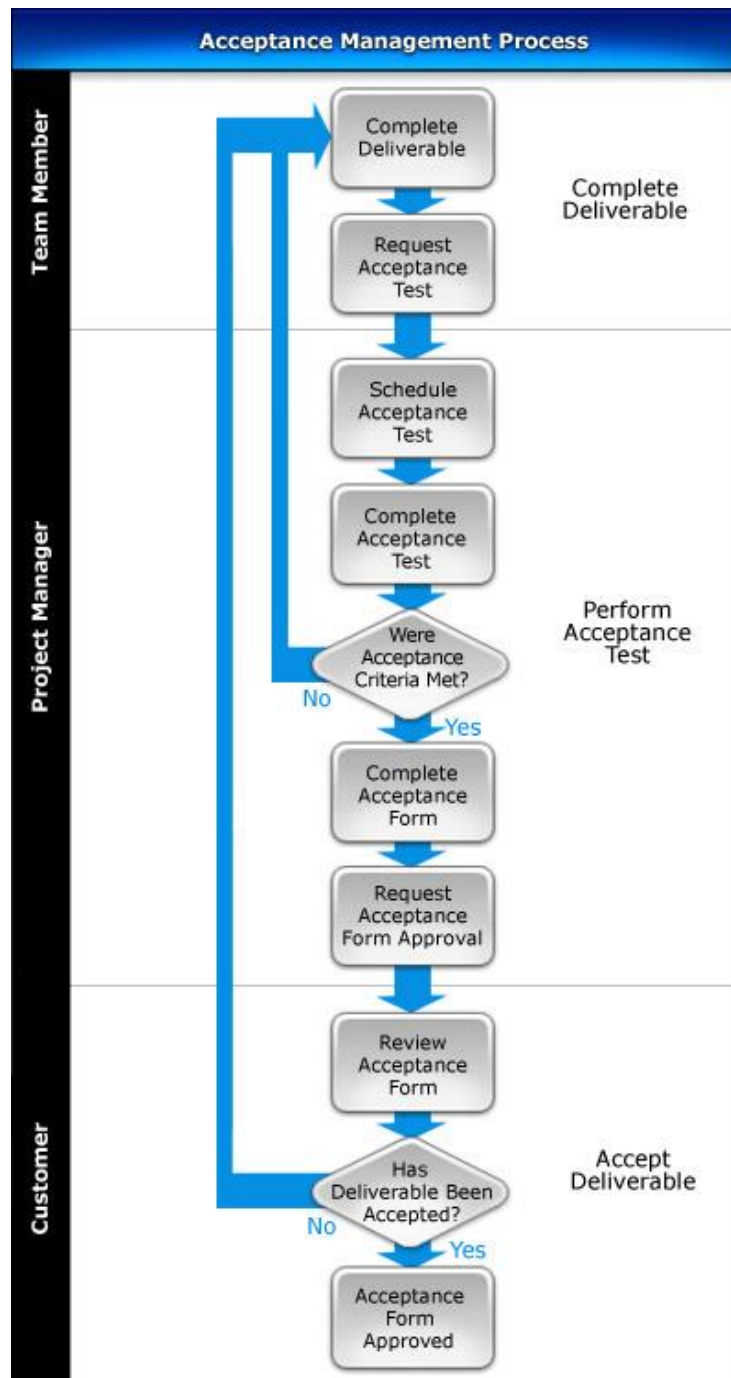 Acceptance Management Process
Team Member
Complete
Deliverable
Complete
Deliverable
Request
Acceptance
Test
Project Manager
Schedule
Acceptance
Test
Complete
Acceptance
Test
Perform
Acceptance
Test
Were
Acceptance
Criteria Met?
No
Yes
Complete
Acceptance
Form
Request
Acceptance
Form Approval
Customer
Review
Acceptance
Form
Accept
Deliverable
Has
Deliverable Been
Accepted?
No
Yes
Acceptance
Form
Approved